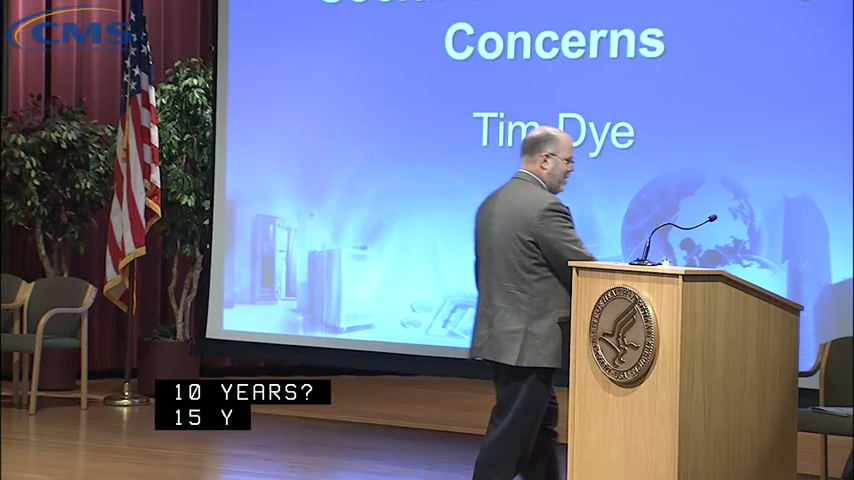 CMS
Concerns
Tim Dye
10 YEARS?
15 Y